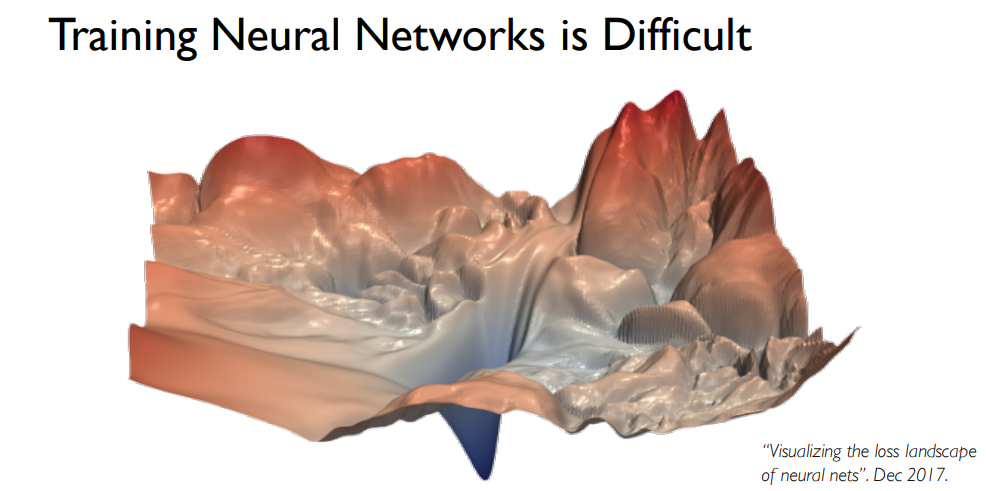 Training Neural Networks is Difficult
“Visualizing the loss landscape
of neural nets”. Dec 2017.